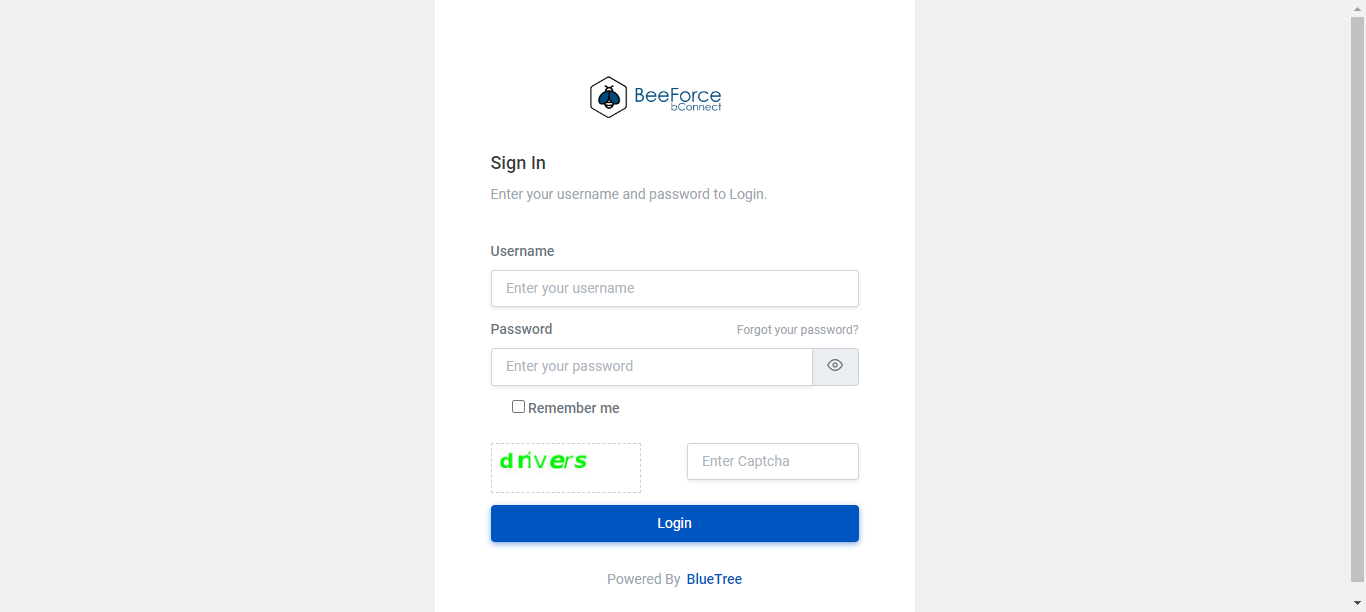 BeeForce
bConnect
Sign In
Enter your username and password to Login.
Username
Enter your username
Password Forgot your password?
Enter your password
Remember me
drivers Enter Captcha
Login
Powered By BlueTree